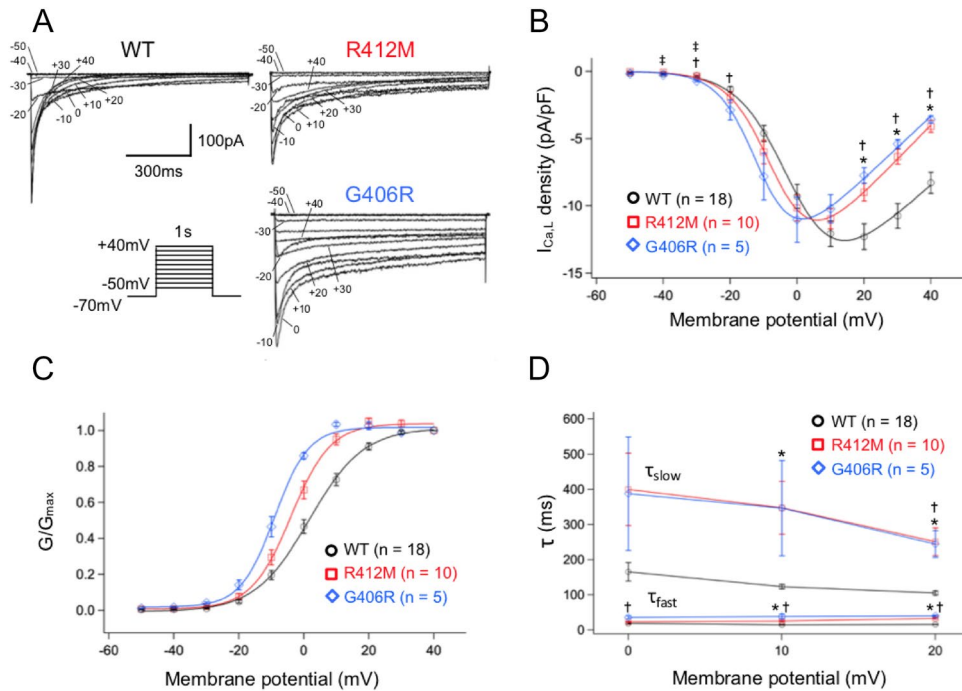 A
WT
R412M
-50
-40
-30
-20
-10
0
+10
+20
+30
+40
-50
-40
-30
-20
-10
0
+10
+20
+30
+40
100pA
300ms
G406R
-50
-40
-30
-20
-10
0
+10
+20
+30
+40
1s
+40mV
-50mV
-70mV
B
‡ ‡
† † † † †
* * *
0
-5
-10
-15
I_Ca,L density (pA/pF)
WT (n = 18)
R412M (n = 10)
G406R (n = 5)
-60 -40 -20 0 20 40
Membrane potential (mV)
C
1.0
0.8
0.6
0.4
0.2
0.0
G/Gmax
WT (n = 18)
R412M (n = 10)
G406R (n = 5)
-60 -40 -20 0 20 40
Membrane potential (mV)
D
600
500
400
300
200
100
0
τ (ms)
WT (n = 18)
R412M (n = 10)
G406R (n = 5)
τslow
*
†
*
τfast
† *† *†
0 10 20
Membrane potential (mV)